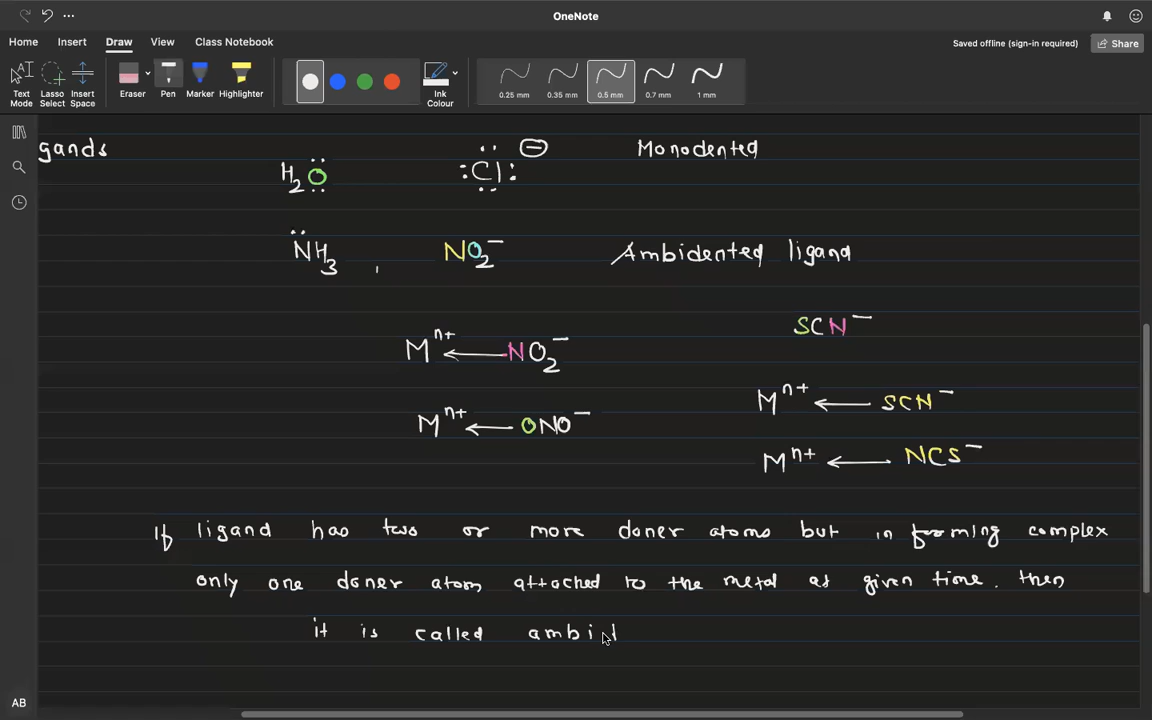 OneNote
Home Insert Draw View Class Notebook
Saved offline (sign-in required) Share
Text Mode Lasso Select Insert Space Eraser Pen Marker Highlighter Ink Colour 0.25 mm 0.35 mm 0.5 mm 0.7 mm 1 mm
gands H₂O :Cl: ⊖ Monodented
NH₃ , NO₂⁻ Ambidented ligand
SCN⁻
Mⁿ⁺ ← NO₂⁻
Mⁿ⁺ ← SCN⁻
Mⁿ⁺ ← ONO⁻
Mⁿ⁺ ← NCS⁻
If ligand has two or more doner atoms but in forming complex
only one doner atom attached to the metal at given time. then
it is called ambid
AB